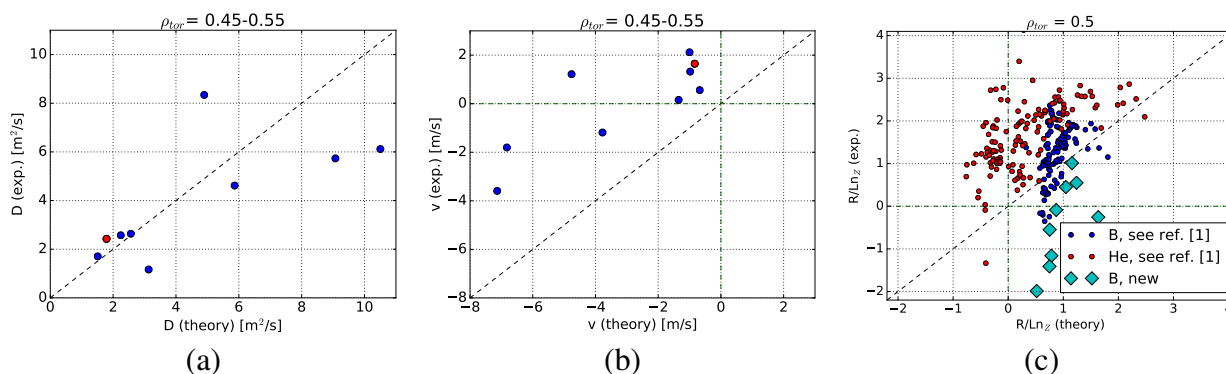 ρtor = 0.45-0.55
D (exp.) [m²/s]
10
8
6
4
2
0
0 2 4 6 8 10
D (theory) [m²/s]
(a)
ρtor = 0.45-0.55
v (exp.) [m/s]
2
0
−2
−4
−6
−8
−8 −6 −4 −2 0 2
v (theory) [m/s]
(b)
ρtor = 0.5
R/LnZ (exp.)
4
3
2
1
0
−1
−2
−2 −1 0 1 2 3 4
R/LnZ (theory)
B, see ref. [1]
He, see ref. [1]
B, new
(c)